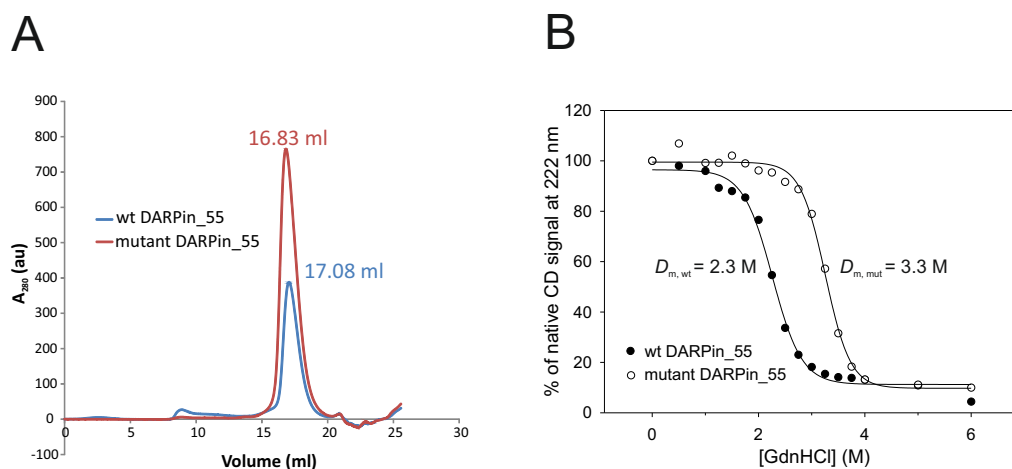 A
900
800
700
600
500
400
300
200
100
0
-100
A280 (au)
0
5
10
15
20
25
30
Volume (ml)
16.83 ml
17.08 ml
wt DARPin_55
mutant DARPin_55
B
120
100
80
60
40
20
0
% of native CD signal at 222 nm
0
2
4
6
[GdnHCl] (M)
Dm, wt = 2.3 M
Dm, mut = 3.3 M
wt DARPin_55
mutant DARPin_55